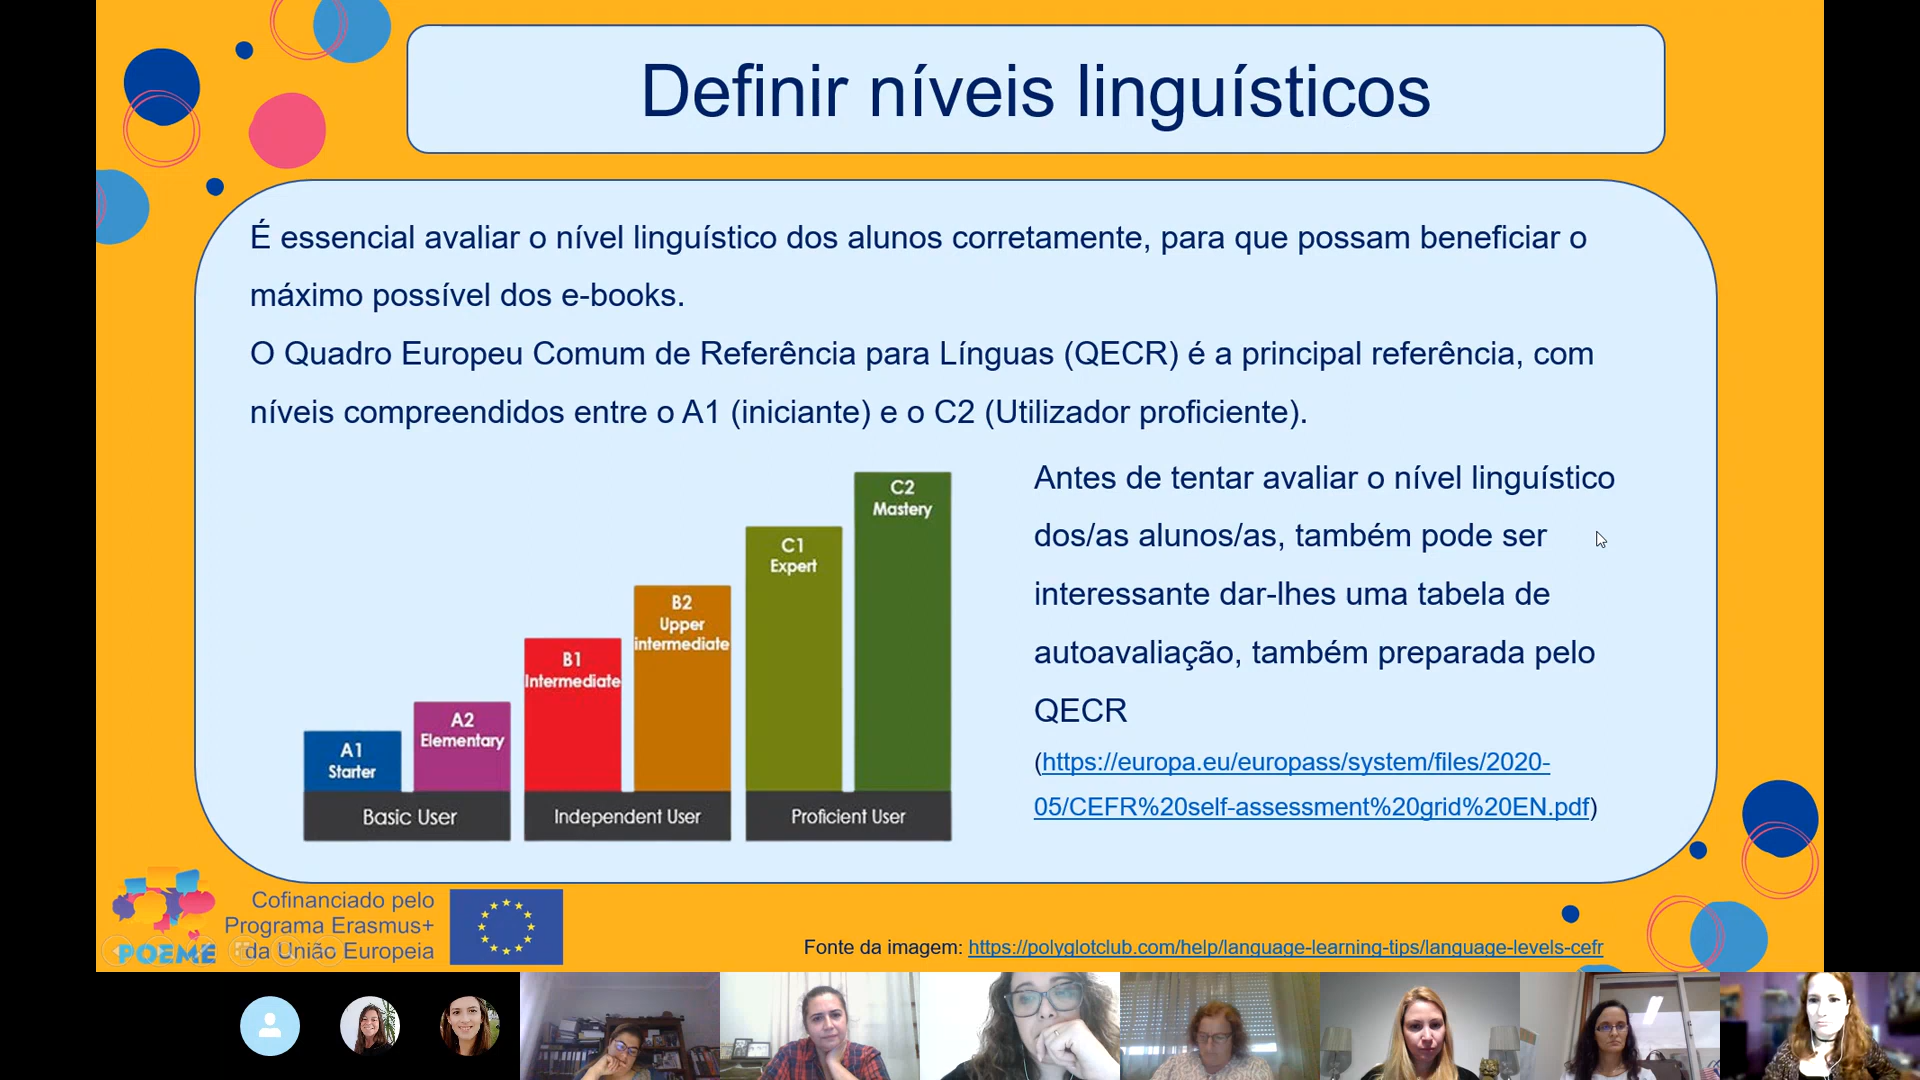 Definir níveis linguísticos
É essencial avaliar o nível linguístico dos alunos corretamente, para que possam beneficiar o
máximo possível dos e-books.
O Quadro Europeu Comum de Referência para Línguas (QECR) é a principal referência, com
níveis compreendidos entre o A1 (iniciante) e o C2 (Utilizador proficiente).
A1
Starter
A2
Elementary
B1
Intermediate
B2
Upper
intermediate
C1
Expert
C2
Mastery
Basic User
Independent User
Proficient User
Antes de tentar avaliar o nível linguístico
dos/as alunos/as, também pode ser
interessante dar-lhes uma tabela de
autoavaliação, também preparada pelo
QECR
(https://europa.eu/europass/system/files/2020-
05/CEFR%20self-assessment%20grid%20EN.pdf)
POEME
Cofinanciado pelo
Programa Erasmus+
da União Europeia
Fonte da imagem: https://polyglotclub.com/help/language-learning-tips/language-levels-cefr